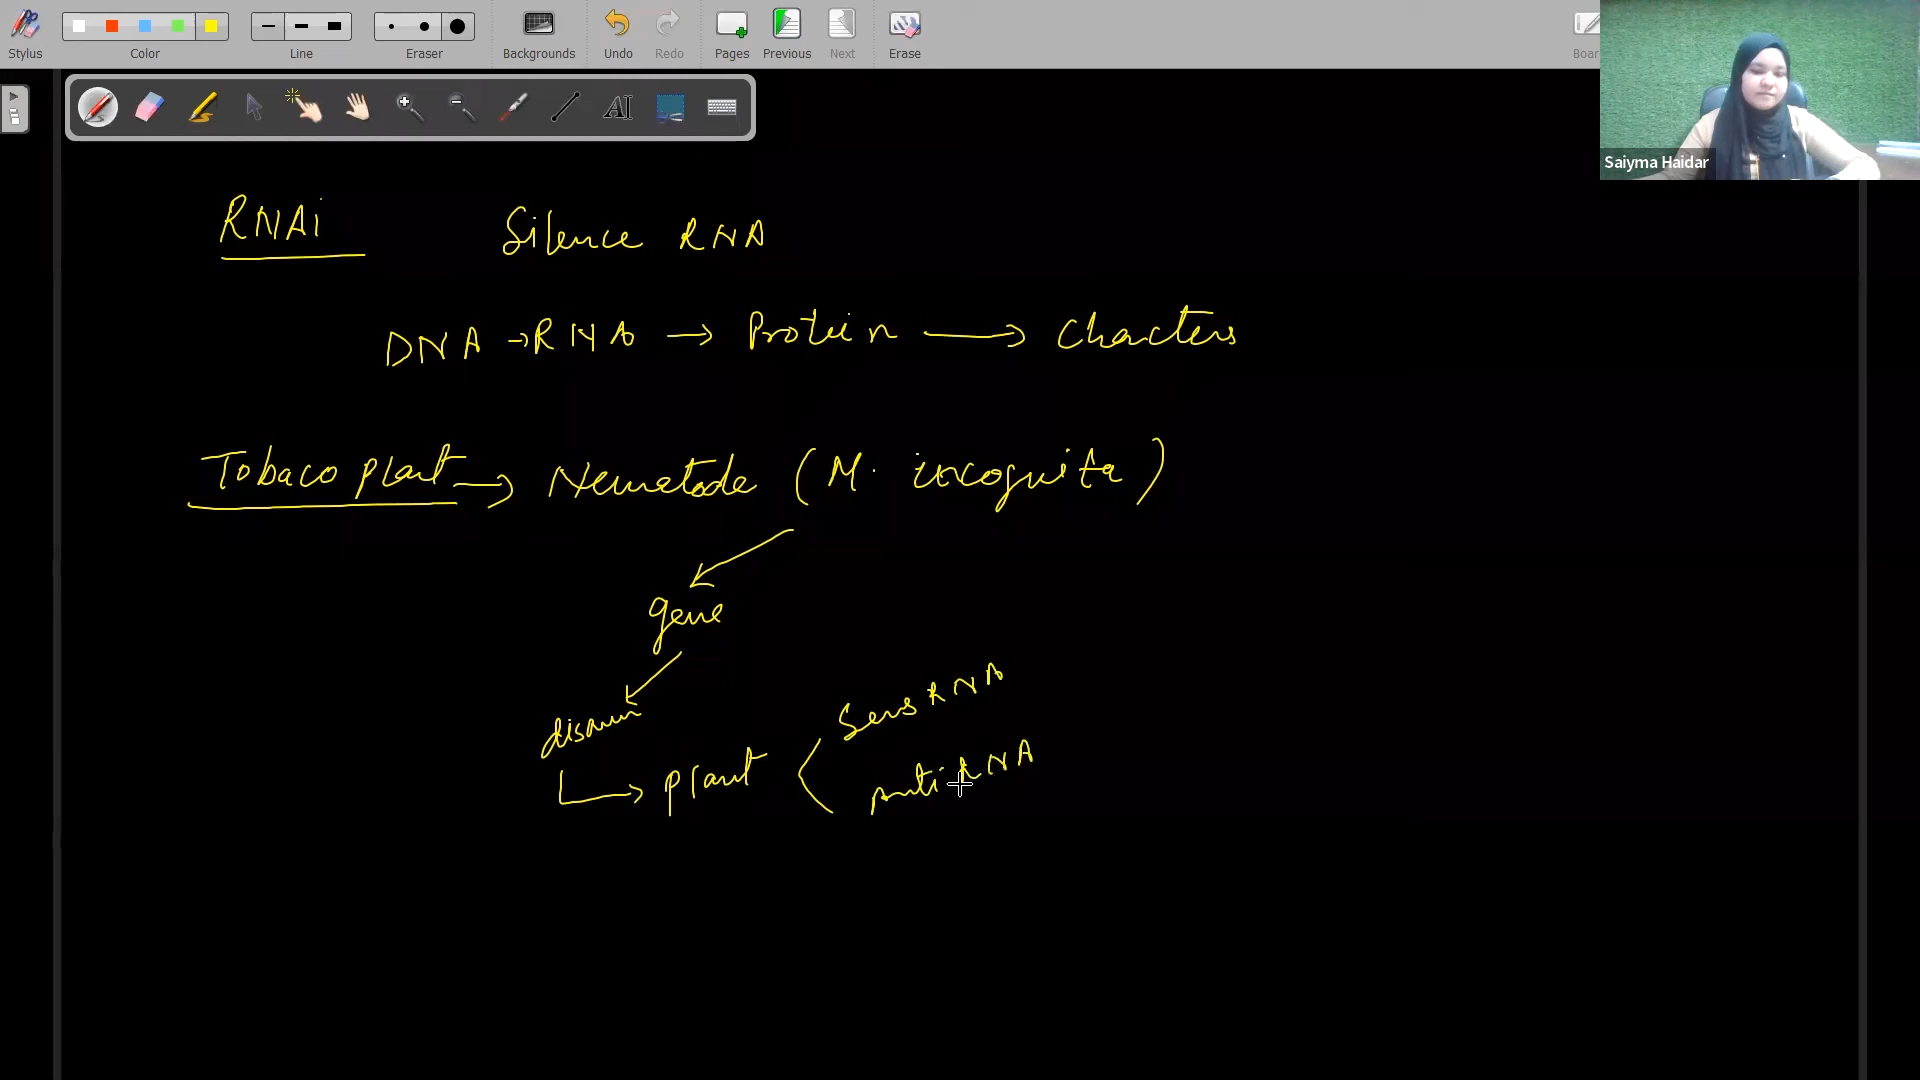 Stylus Color Line Eraser Backgrounds Undo Redo Pages Previous Next Erase Boar
Saiyma Haidar
RNAi Silence RNA
DNA → RNA → Protein → Chacters
Tobaco plant → Nematode (M. incognita)
gene
Sens RNA
plant
Anti RNA